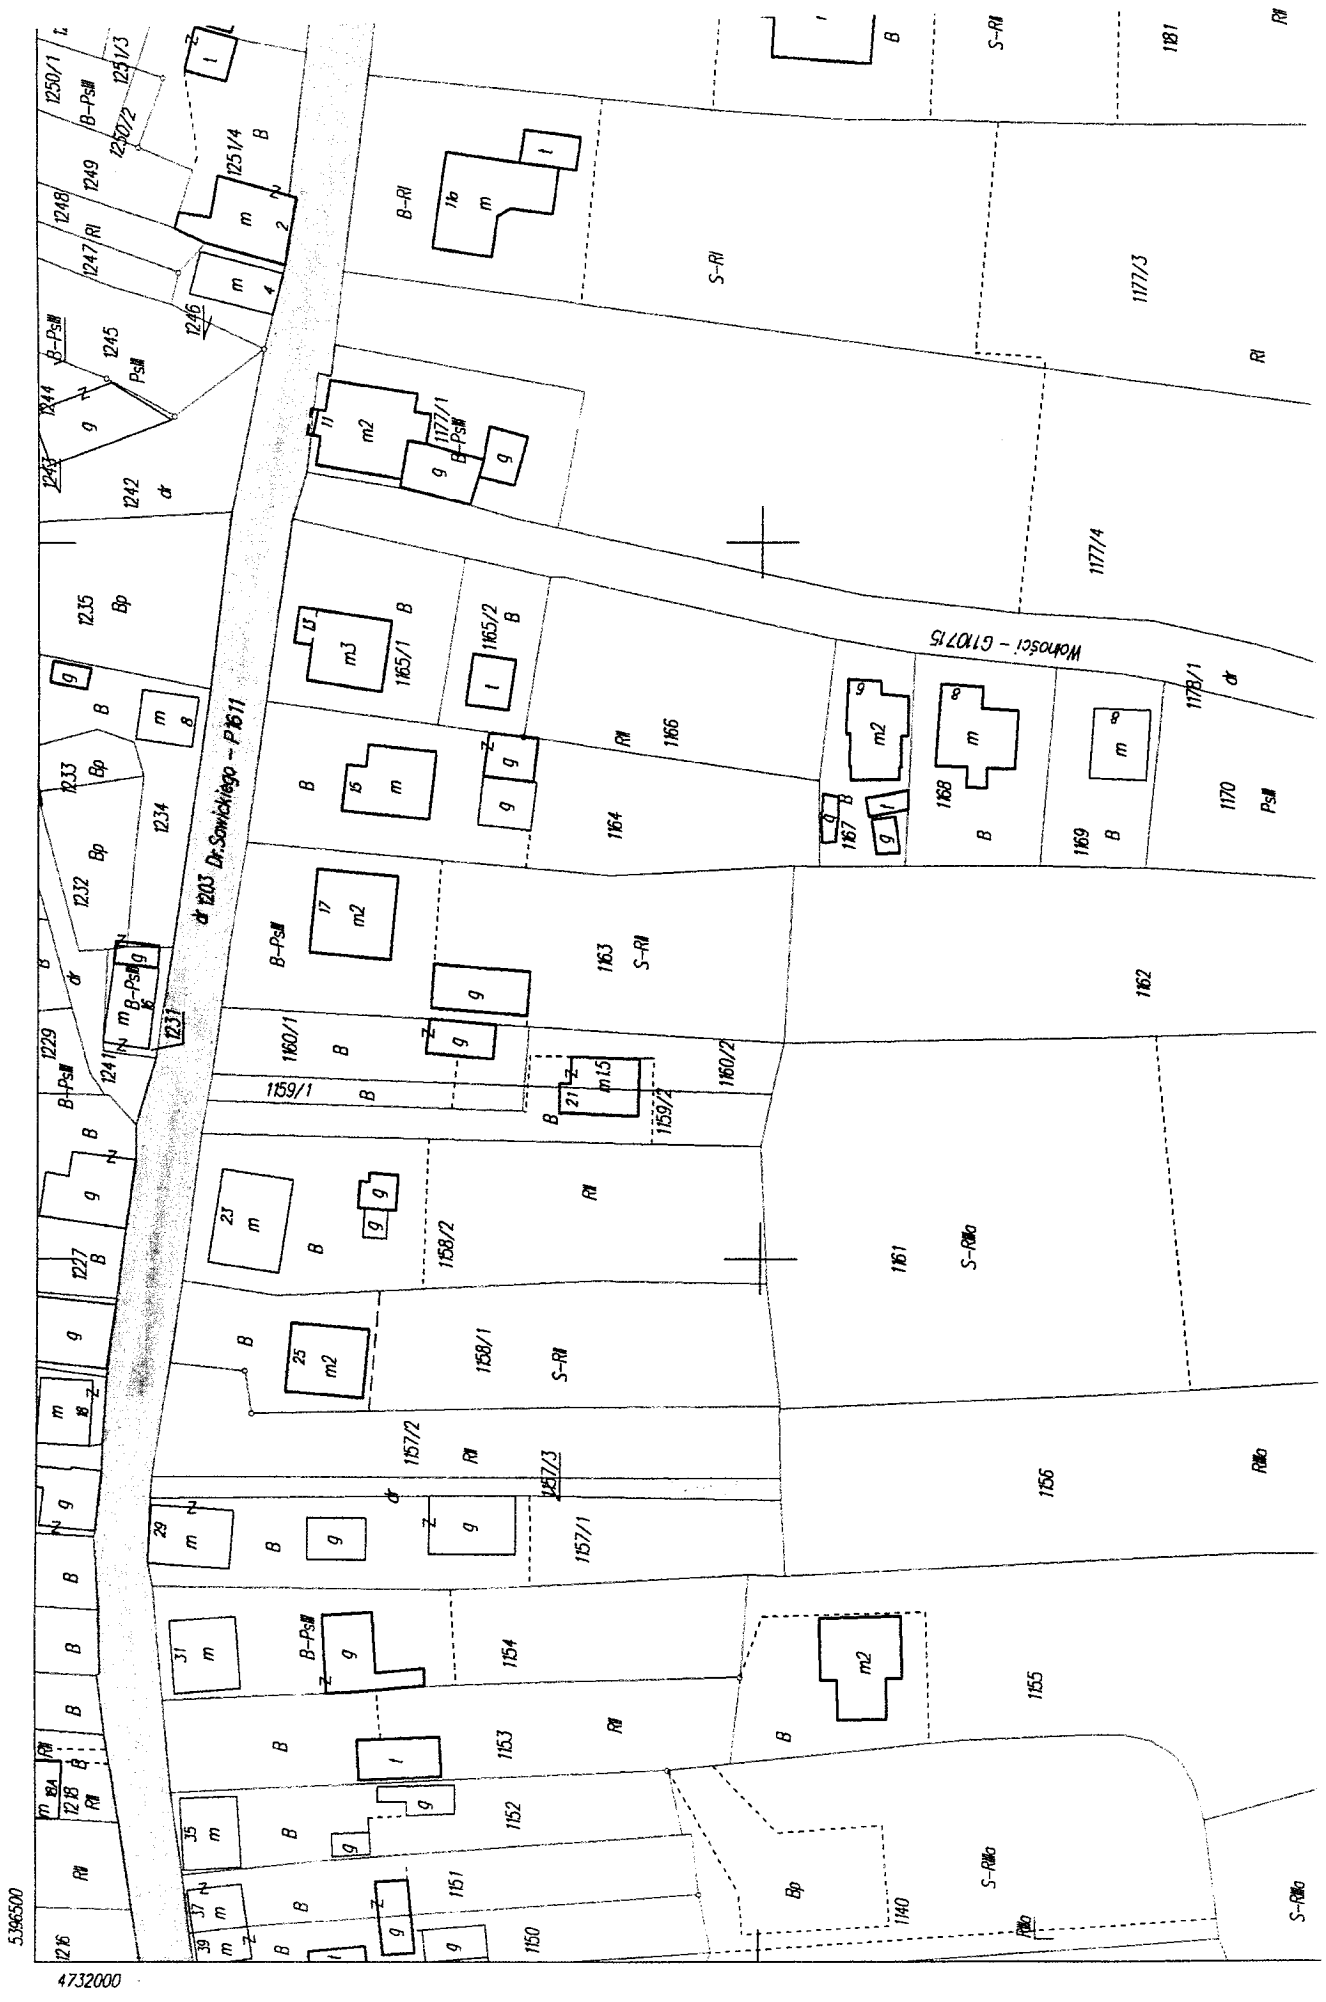 1250/1
B-PsIII
1251/3
1250/2
1249
1248
RI
1247
1251/4
B
m
2
m
4
1246
B-PsIII
1245
PsIII
1244
g
1243
1242
dr
1235
Bp
g
B
m
8
1233
Bp
1234
1232
Bp
B
dr
m
B-PsIII
16
g
1231
1241
1229
B-PsIII
B
g
1227
B
g
m
18
g
B
B
B
RII
B
m
18A
1218
RII
RII
1216
5396500
4732000
dr 1203 Dr.Sawickiego - P1611
B
S-RII
1181
RII
B-RI
11b
m
t
S-RI
1177/3
RI
11
m2
1177/1
B-PsIII
g
g
1177/4
13
m3
B
1165/1
1165/2
B
t
Wolności - G110715
1178/1
dr
RII
1166
6
m2
8
m
8
m
g
B
1167
t
g
1168
B
1169
B
1170
PsIII
B
15
m
g
g
1164
B-PsIII
17
m2
1163
S-RII
g
1162
1160/1
B
g
1159/1
B
21
m1.5
B
1160/2
1159/2
23
m
B
g
g
1158/2
RII
1161
S-RIIIa
B
25
m2
1158/1
S-RII
1157/2
RII
1157/3
dr
29
m
B
g
g
1157/1
1156
RIIIa
31
m
B-PsIII
g
1154
m2
1155
B
B
t
1153
RII
35
m
B
g
g
1152
37
m
B
g
1151
39
m
B
t
g
1150
Bp
1140
S-RIIIa
RIIIa
S-RIIIa